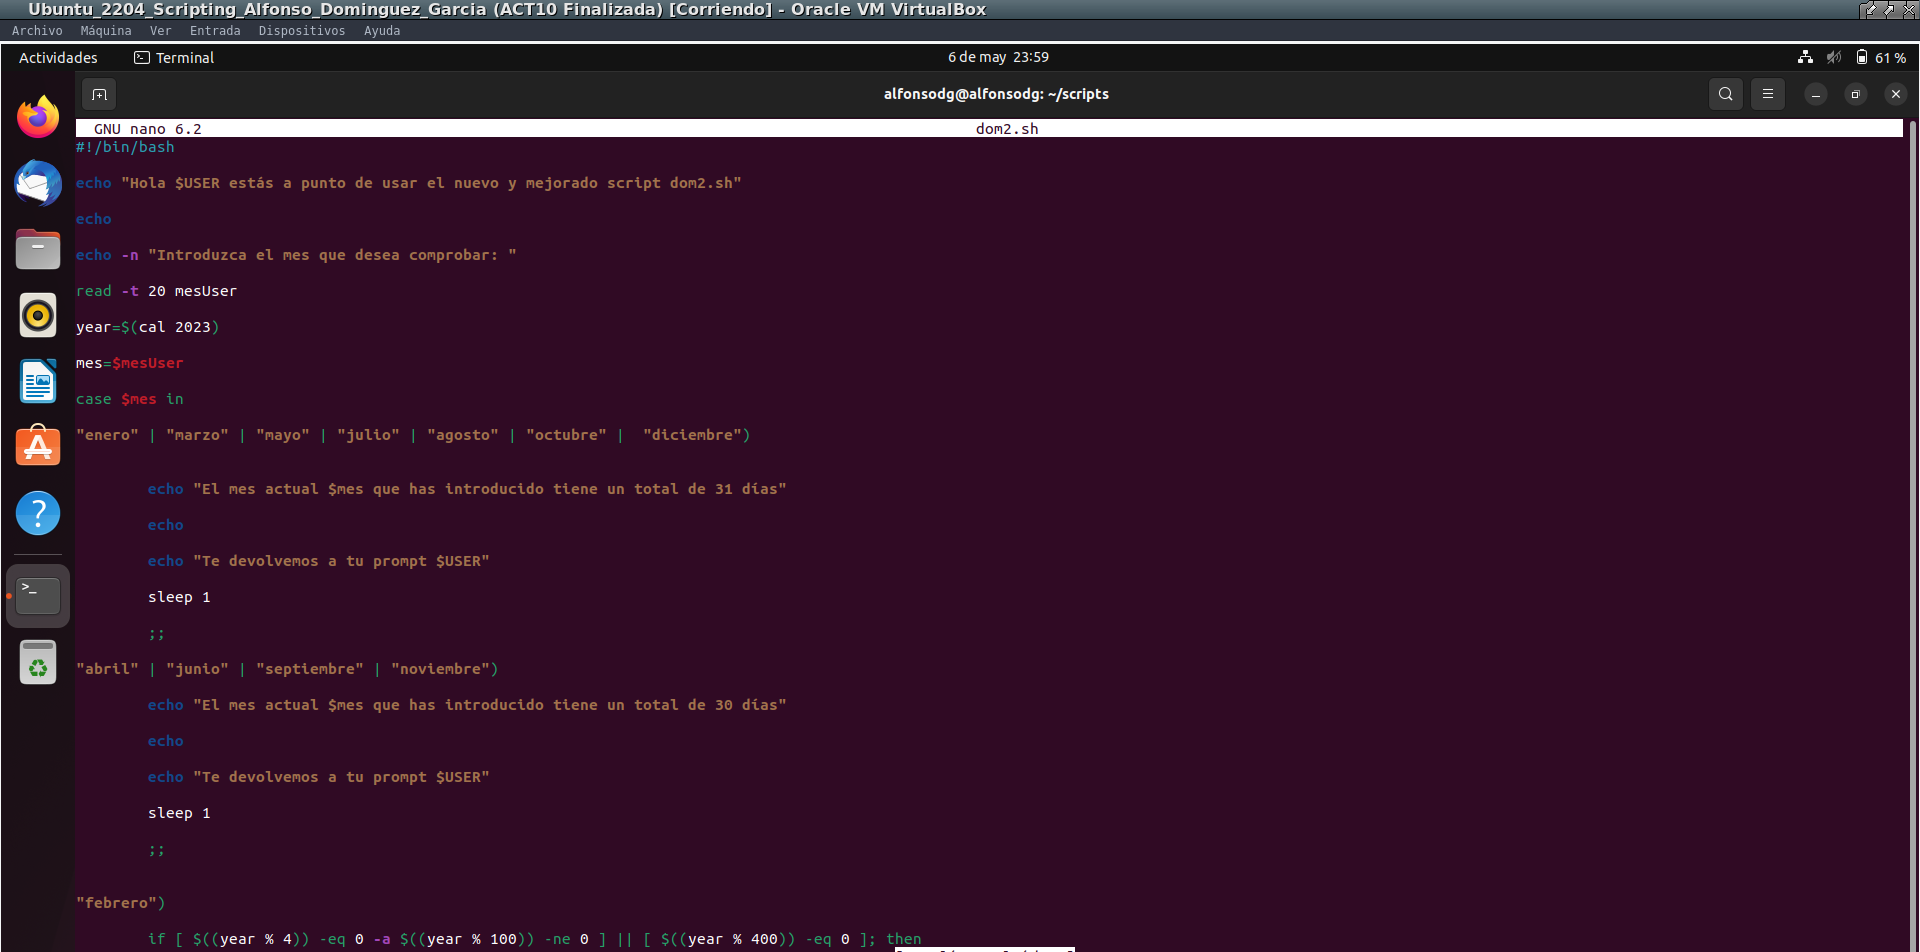 Ubuntu_2204_Scripting_Alfonso_Dominguez_Garcia (ACT10 Finalizada) [Corriendo] - Oracle VM VirtualBox
Archivo Máquina Ver Entrada Dispositivos Ayuda
Actividades Terminal 6 de may 23:59 61 %
alfonsodg@alfonsodg: ~/scripts
GNU nano 6.2 dom2.sh
#!/bin/bash
echo "Hola $USER estás a punto de usar el nuevo y mejorado script dom2.sh"
echo
echo -n "Introduzca el mes que desea comprobar: "
read -t 20 mesUser
year=$(cal 2023)
mes=$mesUser
case $mes in
"enero" | "marzo" | "mayo" | "julio" | "agosto" | "octubre" |  "diciembre")
echo "El mes actual $mes que has introducido tiene un total de 31 días"
echo
echo "Te devolvemos a tu prompt $USER"
sleep 1
;;
"abril" | "junio" | "septiembre" | "noviembre")
echo "El mes actual $mes que has introducido tiene un total de 30 días"
echo
echo "Te devolvemos a tu prompt $USER"
sleep 1
;;
"febrero")
if [ $((year % 4)) -eq 0 -a $((year % 100)) -ne 0 ] || [ $((year % 400)) -eq 0 ]; then